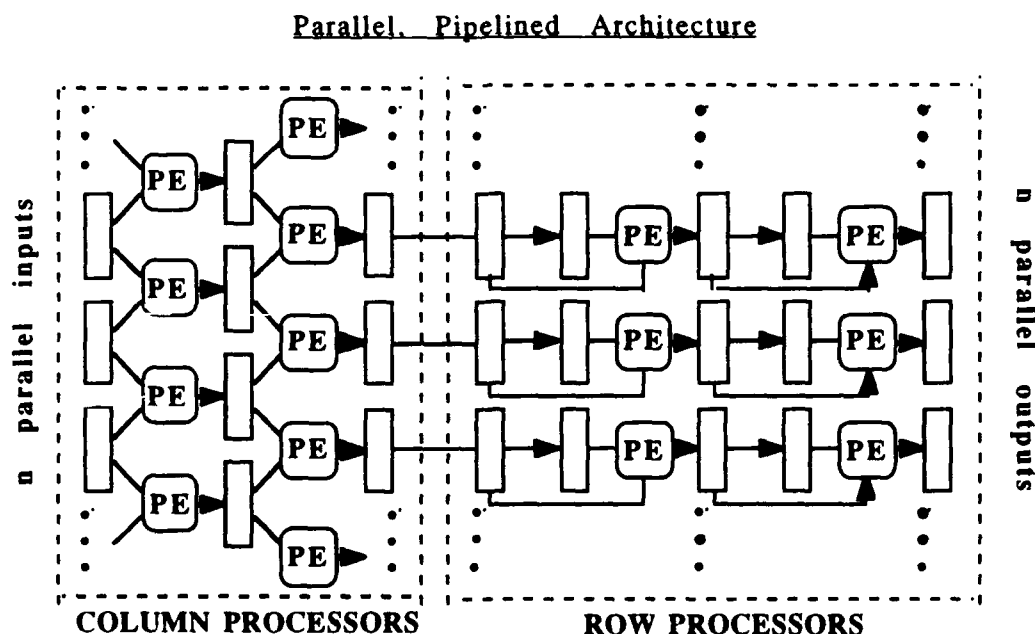 Parallel. Pipelined Architecture
n parallel inputs
PE
PE
PE
PE
PE
PE
PE
PE
PE
PE PE
PE PE
PE PE
n parallel outputs
COLUMN PROCESSORS
ROW PROCESSORS